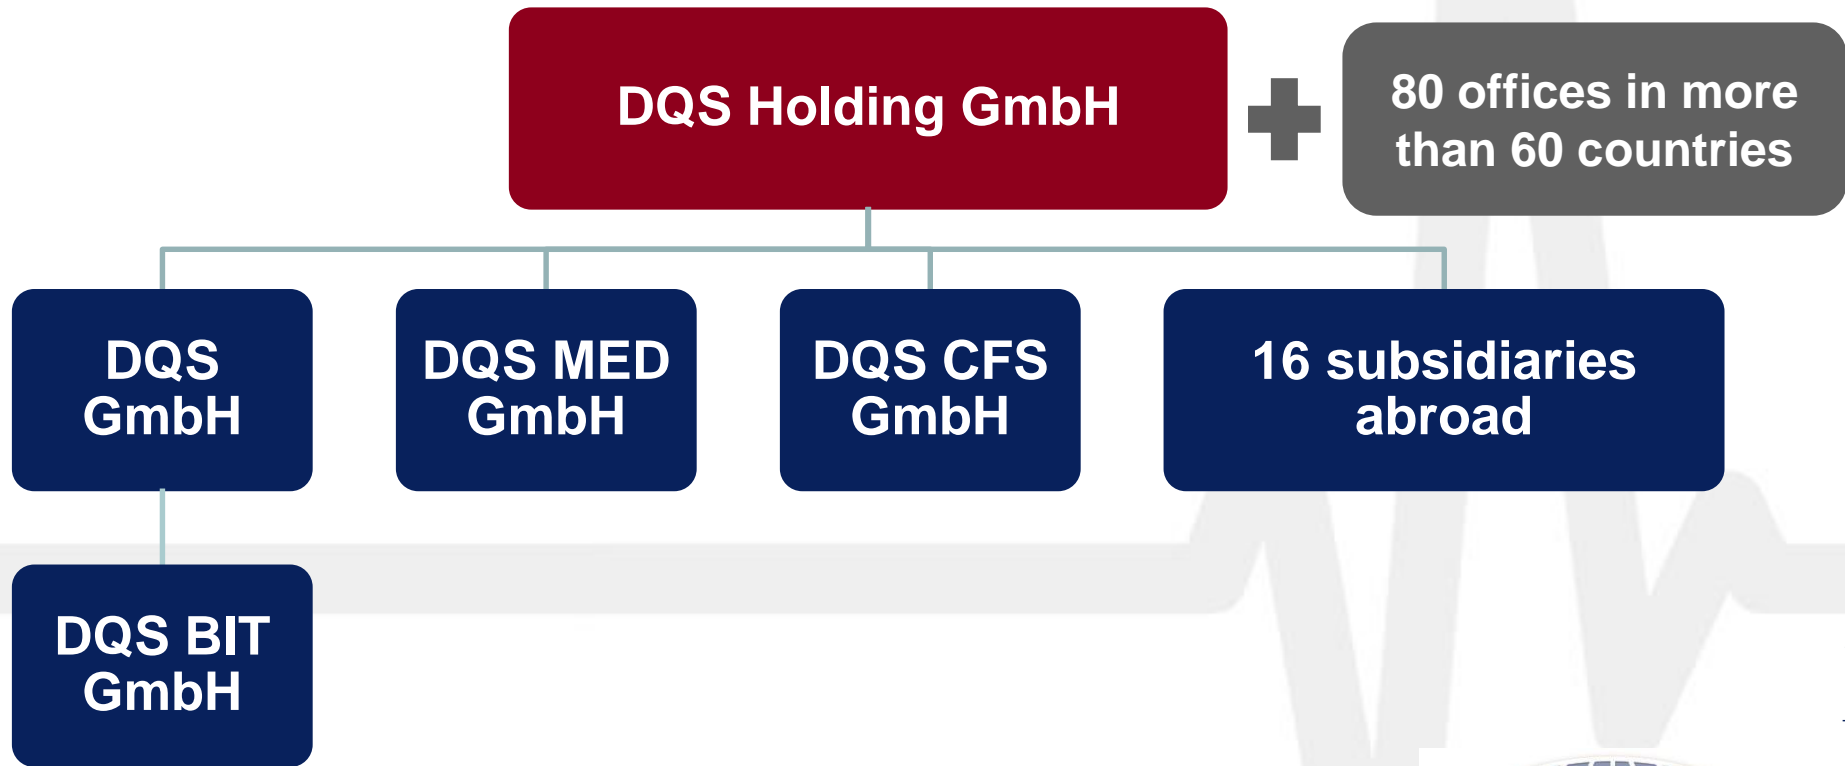 DQS Holding GmbH
80 offices in more
than 60 countries
DQS
GmbH
DQS MED
GmbH
DQS CFS
GmbH
16 subsidiaries
abroad
DQS BIT
GmbH